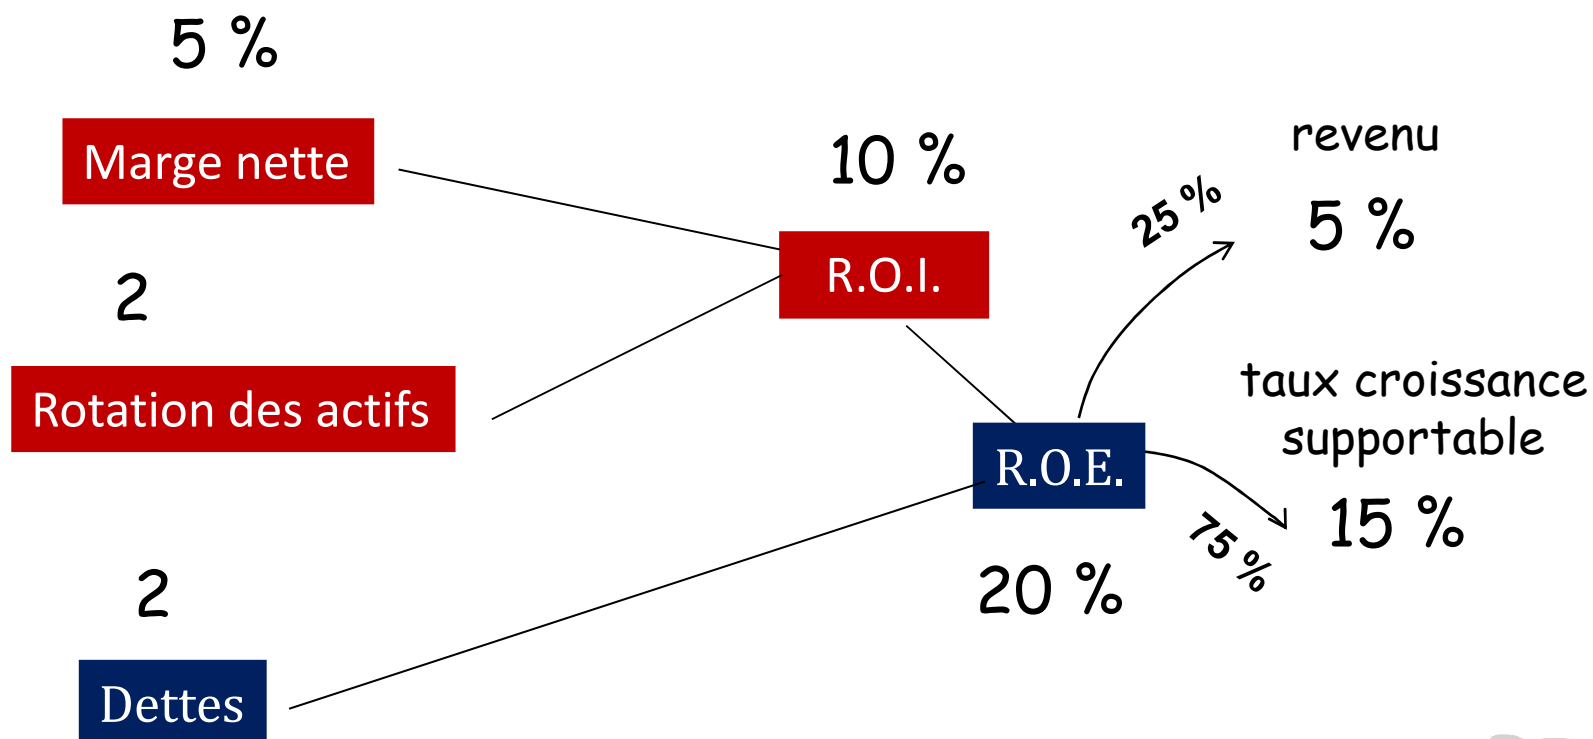 5 %
Marge nette
2
Rotation des actifs
2
Dettes
10 %
R.O.I.
R.O.E.
20 %
25 %
revenu
5 %
taux croissance
supportable
75 %
15 %